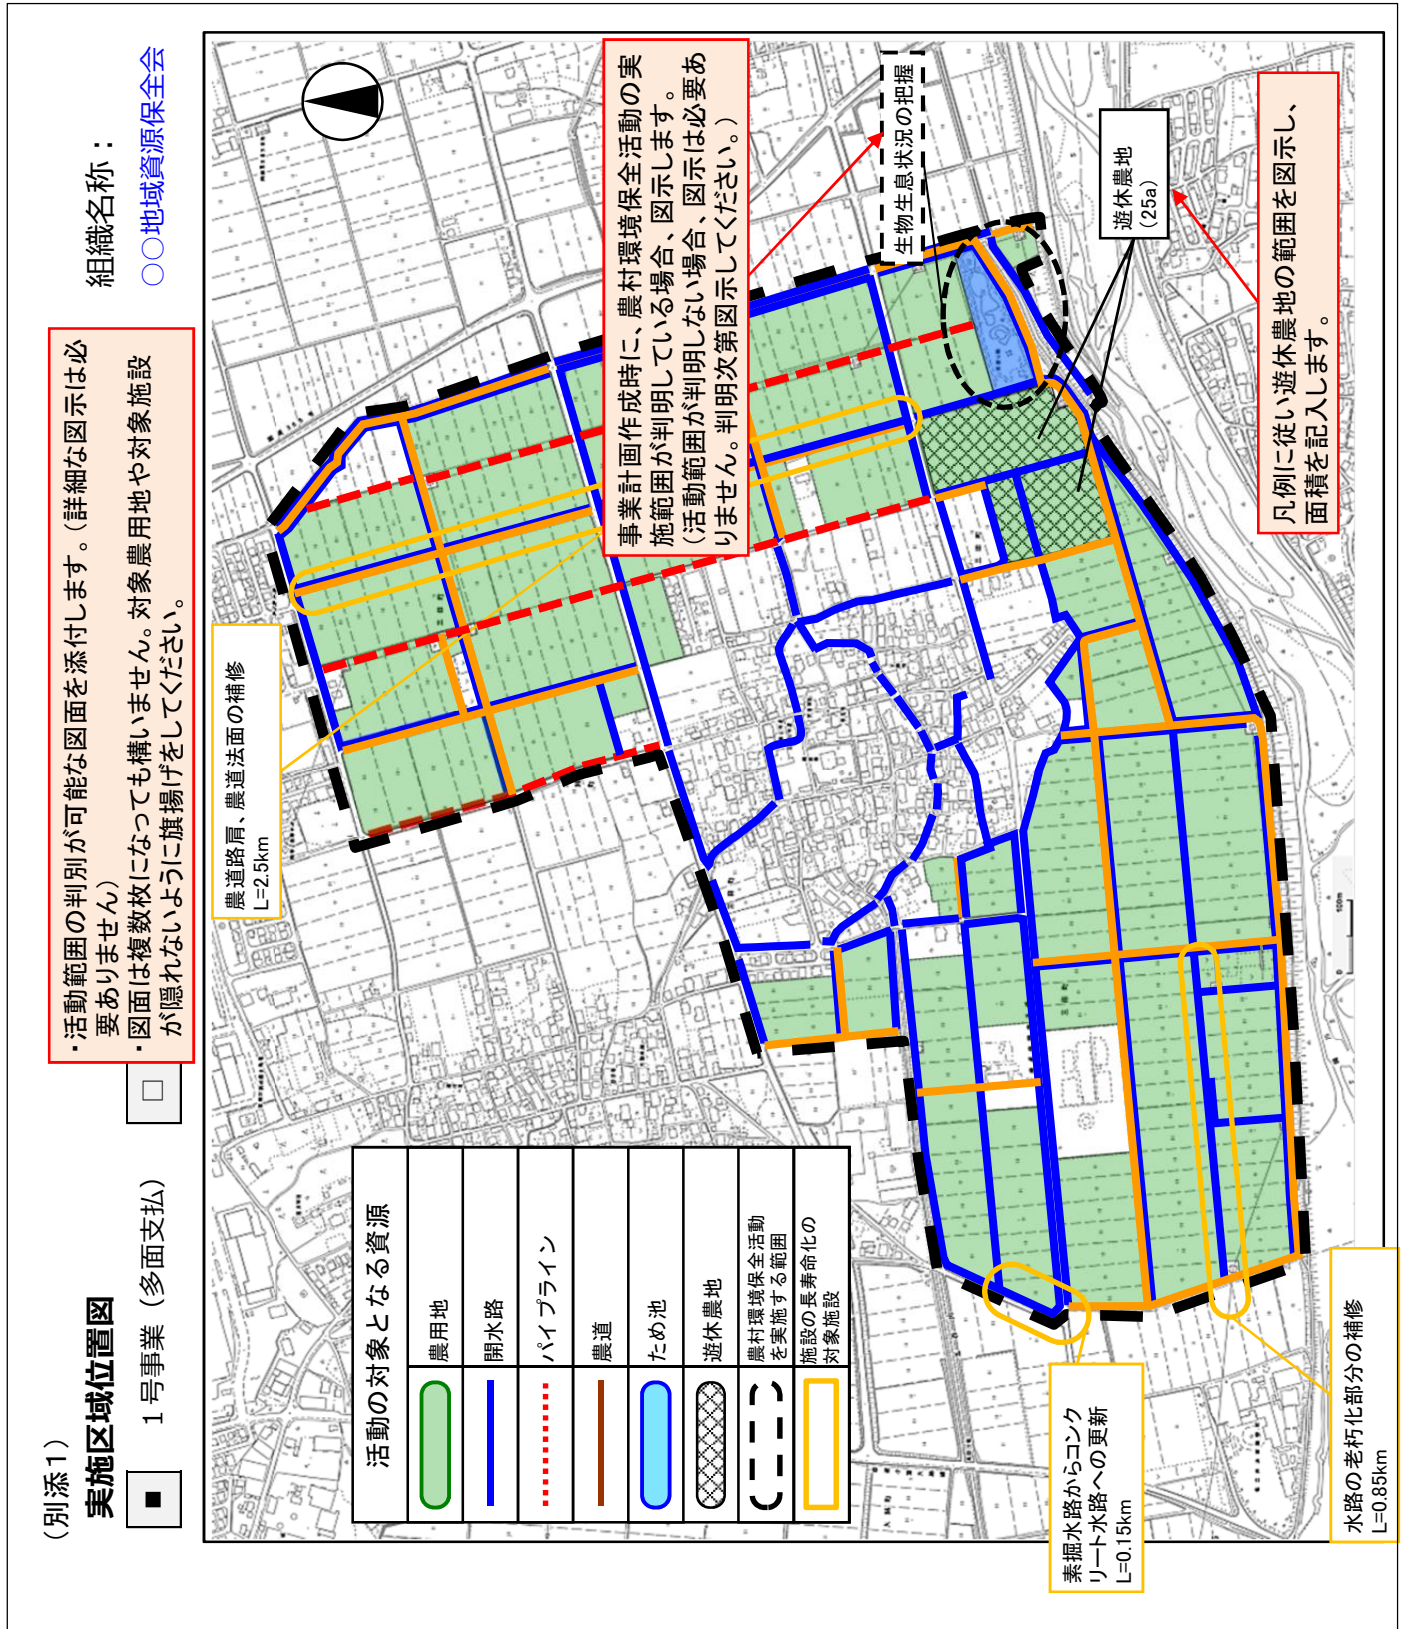 (別添1)
実施区域位置図
■
1号事業（多面支払）
□
・活動範囲の判別が可能な図面を添付します。(詳細な図示は必
要ありません)
・図面は複数枚になっても構いません。対象農用地や対象施設
が隠れないように旗揚げをしてください。
組織名称：
○○地域資源保全会
農道路肩、農道法面の補修
L=2.5km
事業計画作成時に、農村環境保全活動の実
施範囲が判明している場合、図示します。
(活動範囲が判明しない場合、図示は必要あ
りません。判明次第図示してください。)
生物生息状況の把握
遊休農地
(25a)
凡例に従い遊休農地の範囲を図示し、
面積を記入します。
活動の対象となる資源
農用地
開水路
パイプライン
農道
ため池
遊休農地
農村環境保全活動
を実施する範囲
施設の長寿命化の
対象施設
素掘水路からコンク
リート水路への更新
L=0.15km
水路の老朽化部分の補修
L=0.85km
0 100m